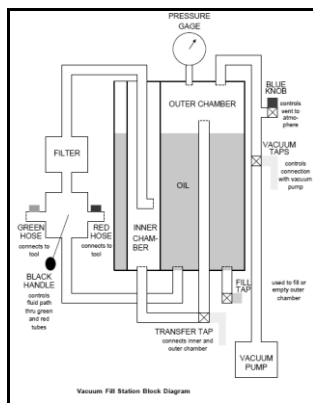 PRESSURE
GAGE
OUTER CHAMBER
BLUE
KNOB
controls
vent to
atmo-
phere
FILTER
VACUUM
TAPS
controls
connection
with vacuum
pump
OIL
GREEN
HOSE
connects to
tool
RED
HOSE
connects to
tool
INNER
CHAM-
BER
BLACK
HANDLE
controls
fluid path
thru green
and red
tubes
FILL
TAP
used to fill or
empty outer
chamber
TRANSFER TAP
connects inner and
outer chamber
VACUUM
PUMP
Vacuum Fill Station Block Diagram